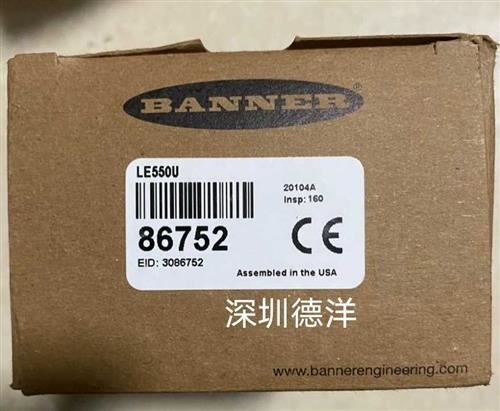 BANNER
LE550U
20104A
Insp: 160
86752
EID: 3086752
CE
Assembled in the USA
深圳德洋
www.bannerengineering.com